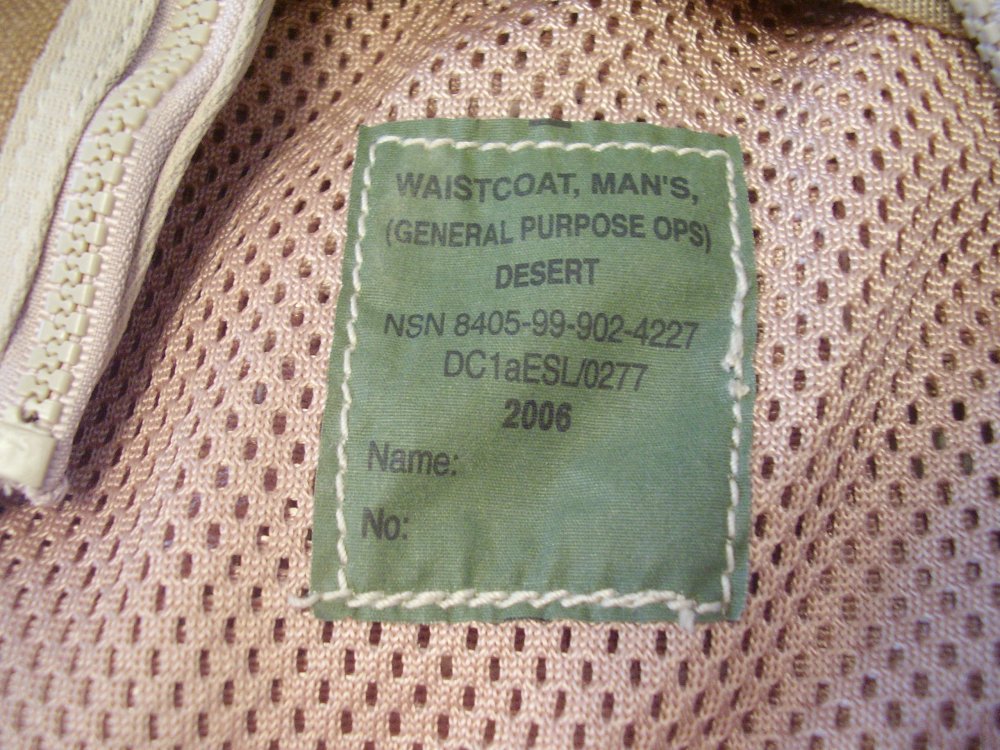 WAISTCOAT, MAN'S,
(GENERAL PURPOSE OPS)
DESERT
NSN 8405-99-902-4227
DC1aESL/0277
2006
Name:
No: